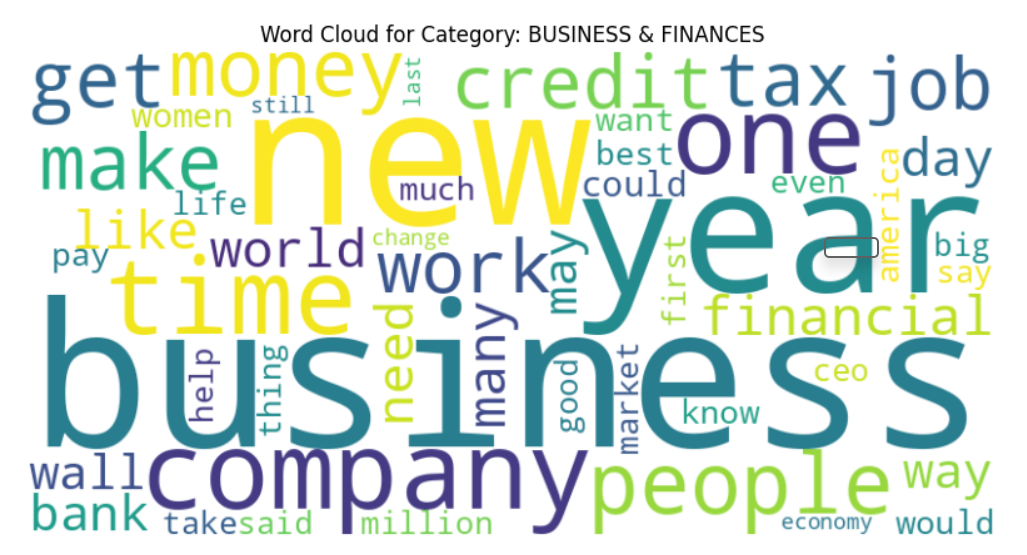 Word Cloud for Category: BUSINESS & FINANCES
get money last credit tax job
women still new want one
make best day
life much could even america
like world change work may year first big
pay say
time need many financial
business help thing good market ceo
know
wall company people way
bank take said million economy would